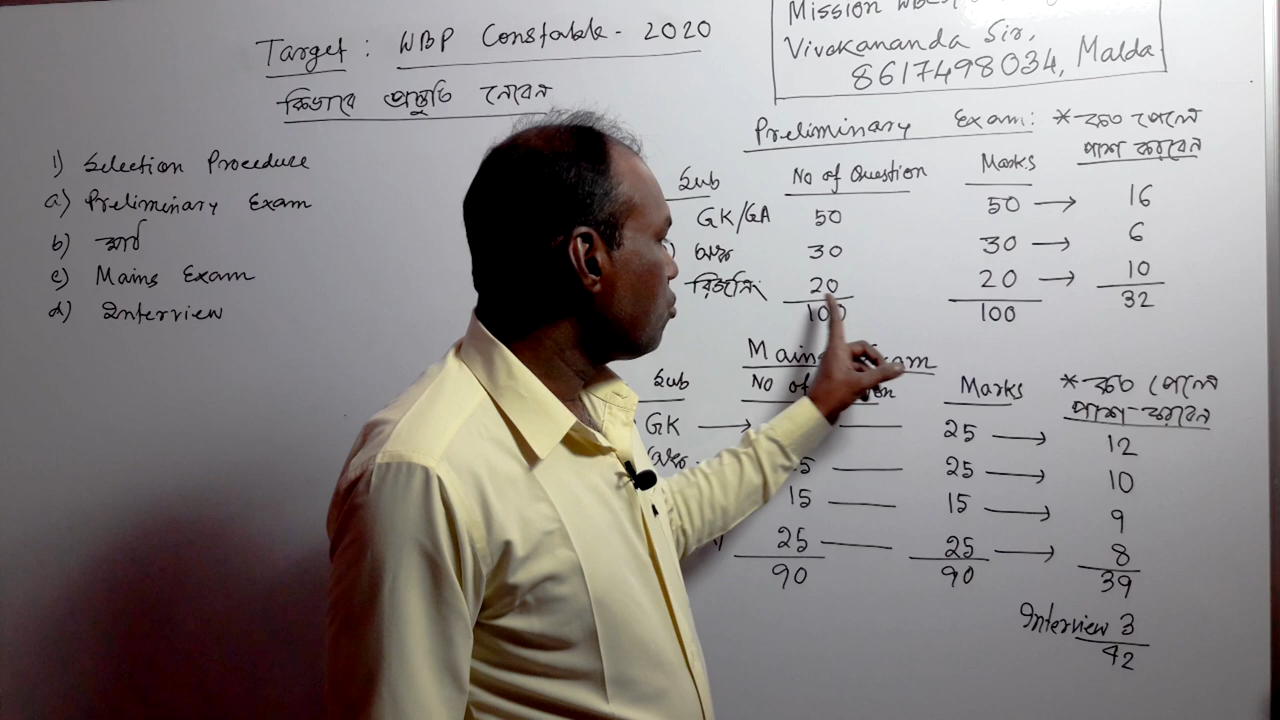 Target : WBP Constable - 2020
কিভাবে প্রস্তুতি নেবেন
Mission
Vivekananda Sir,
8617498034, Malda
1) Selection Procedure
a) Preliminary Exam
b) মাঠ
c) Mains Exam
d) Interview
Preliminary Exam : * কত পেলে পাশ করবেন
Sub No of Question Marks
GK/GA 50 50 → 16
অঙ্ক 30 30 → 6
রিজনিং 20 20 → 10
100 100 32
Mains Exam
Sub No of Marks * কত পেলে পাশ করবেন
GK → 25 → 12
অঙ্ক 25 → 10
15 15 → 9
25 25 → 8
90 90 39
Interview 3
42